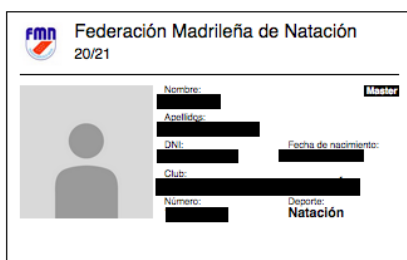 fmn
Federación Madrileña de Natación
20/21
Nombre:
Master
Apellidos:
DNI:
Fecha de nacimiento:
Club:
Número:
Deporte:
Natación